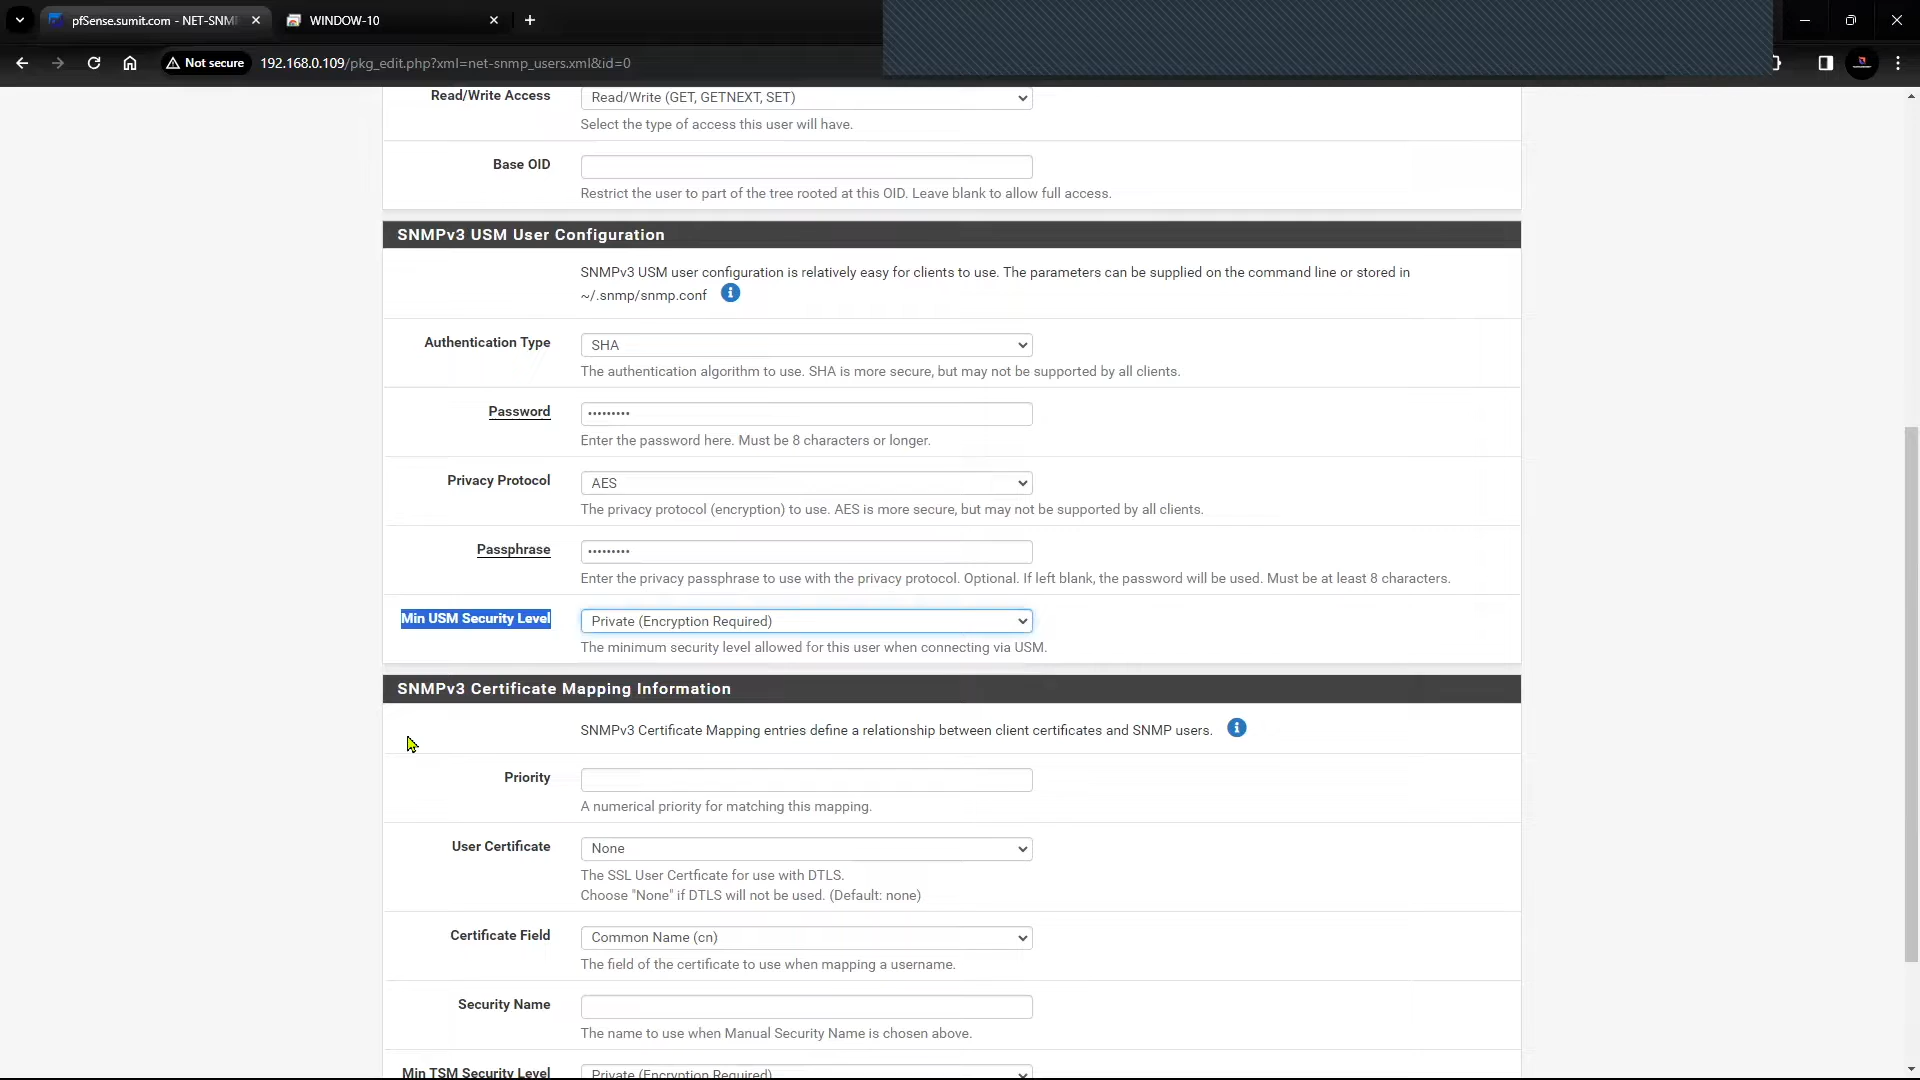 pfSense.sumit.com - NET-SNM
WINDOW-10
Not secure
192.168.0.109/pkg_edit.php?xml=net-snmp_users.xml&id=0
Read/Write Access
Read/Write (GET, GETNEXT, SET)
Select the type of access this user will have.
Base OID
Restrict the user to part of the tree rooted at this OID. Leave blank to allow full access.
SNMPv3 USM User Configuration
SNMPv3 USM user configuration is relatively easy for clients to use. The parameters can be supplied on the command line or stored in
~/.snmp/snmp.conf
Authentication Type
SHA
The authentication algorithm to use. SHA is more secure, but may not be supported by all clients.
Password
•••••••••
Enter the password here. Must be 8 characters or longer.
Privacy Protocol
AES
The privacy protocol (encryption) to use. AES is more secure, but may not be supported by all clients.
Passphrase
•••••••••
Enter the privacy passphrase to use with the privacy protocol. Optional. If left blank, the password will be used. Must be at least 8 characters.
Min USM Security Level
Private (Encryption Required)
The minimum security level allowed for this user when connecting via USM.
SNMPv3 Certificate Mapping Information
SNMPv3 Certificate Mapping entries define a relationship between client certificates and SNMP users.
Priority
A numerical priority for matching this mapping.
User Certificate
None
The SSL User Certficate for use with DTLS.
Choose "None" if DTLS will not be used. (Default: none)
Certificate Field
Common Name (cn)
The field of the certificate to use when mapping a username.
Security Name
The name to use when Manual Security Name is chosen above.
Min TSM Security Level
Private (Encryption Required)